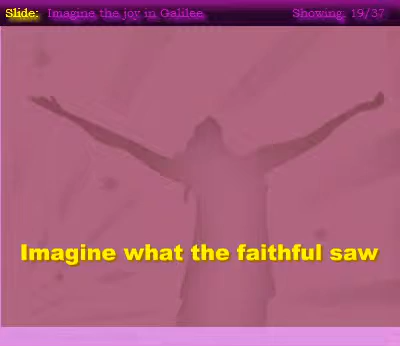 Slide: Imagine the joy in Galilee Showing: 19/37
Imagine what the faithful saw